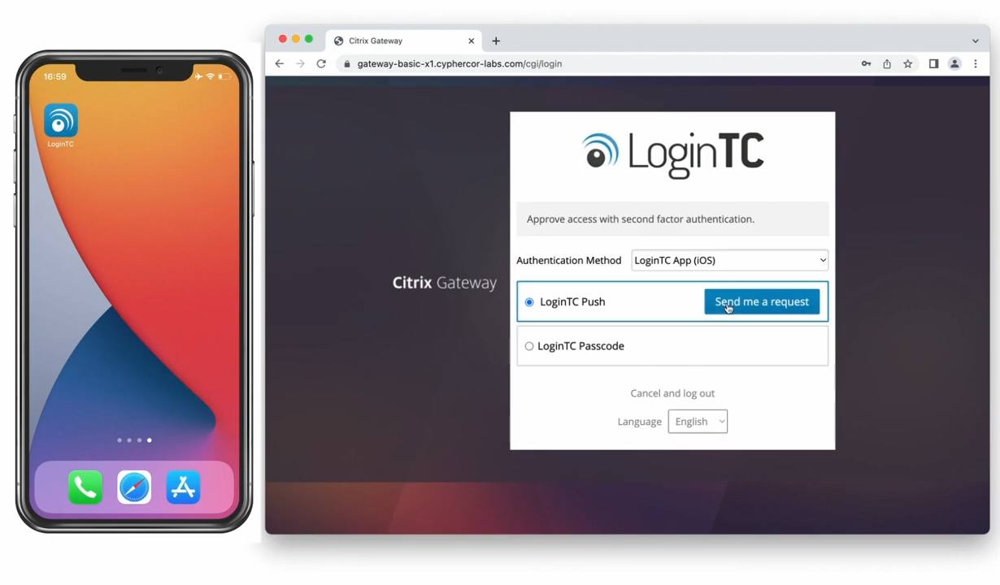 16:59
LoginTC
Citrix Gateway
gateway-basic-x1.cyphercor-labs.com/cgi/login
LoginTC
Approve access with second factor authentication.
Authentication Method LoginTC App (iOS)
Citrix Gateway
LoginTC Push Send me a request
LoginTC Passcode
Cancel and log out
Language English